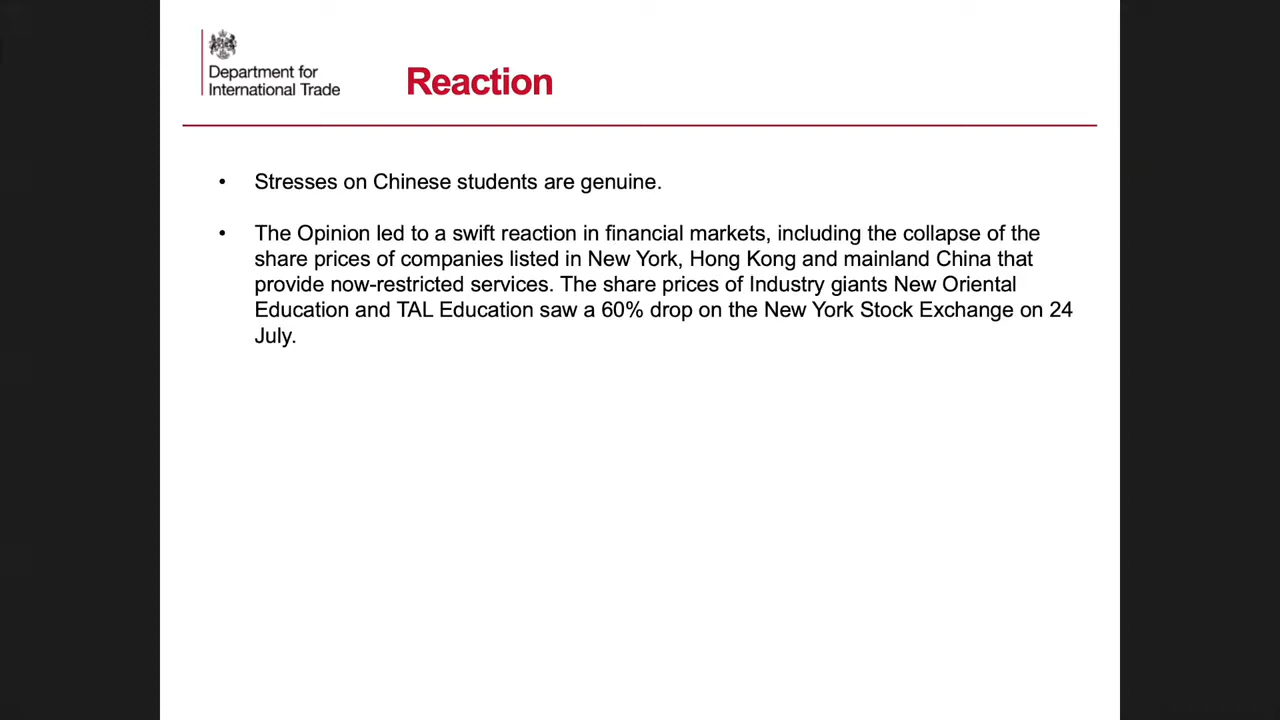 Department for
International Trade
Reaction
• Stresses on Chinese students are genuine.
• The Opinion led to a swift reaction in financial markets, including the collapse of the
share prices of companies listed in New York, Hong Kong and mainland China that
provide now-restricted services. The share prices of Industry giants New Oriental
Education and TAL Education saw a 60% drop on the New York Stock Exchange on 24
July.